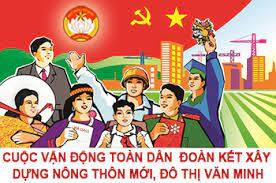 CUỘC VẬN ĐỘNG TOÀN DÂN ĐOÀN KẾT XÂY
DỰNG NÔNG THÔN MỚI, ĐÔ THỊ VĂN MINH